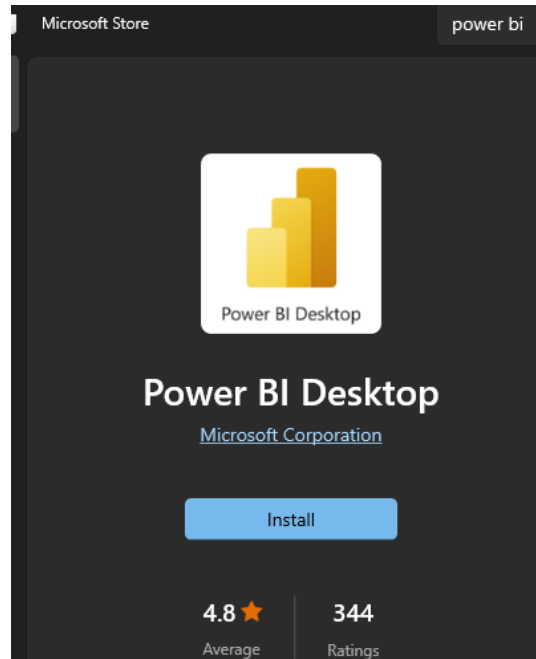 Microsoft Store
power bi
Power BI Desktop
Power BI Desktop
Microsoft Corporation
Install
4.8
344
Average
Ratings